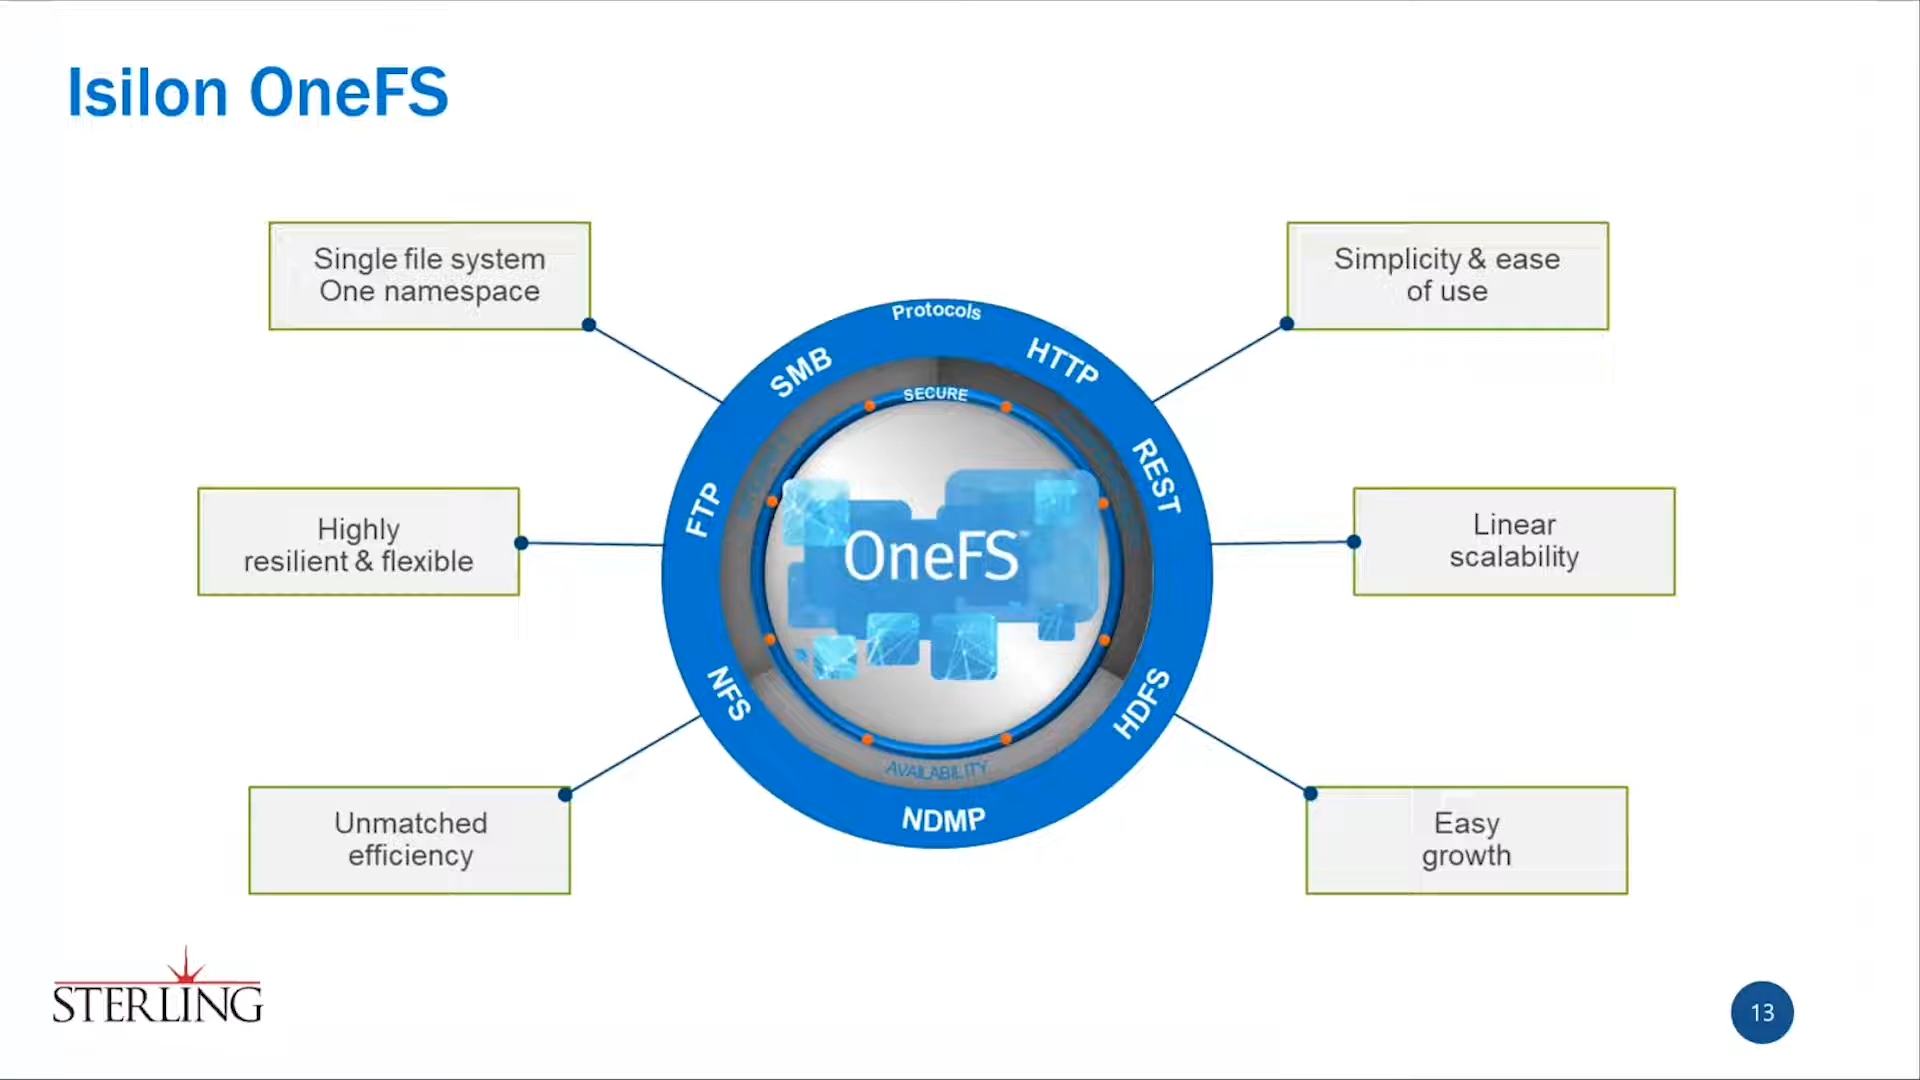 Isilon OneFS
Single file system
One namespace
Simplicity & ease
of use
Protocols
SMB
HTTP
SECURE
FTP
REST
OneFS
Highly
resilient & flexible
Linear
scalability
NFS
HDFS
AVAILABILITY
NDMP
Unmatched
efficiency
Easy
growth
STERLING
13